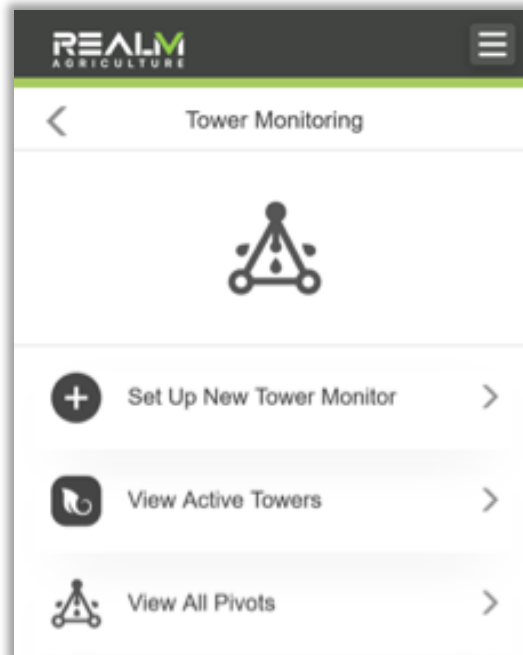 REALM
AGRICULTURE
Tower Monitoring
Set Up New Tower Monitor
View Active Towers
View All Pivots